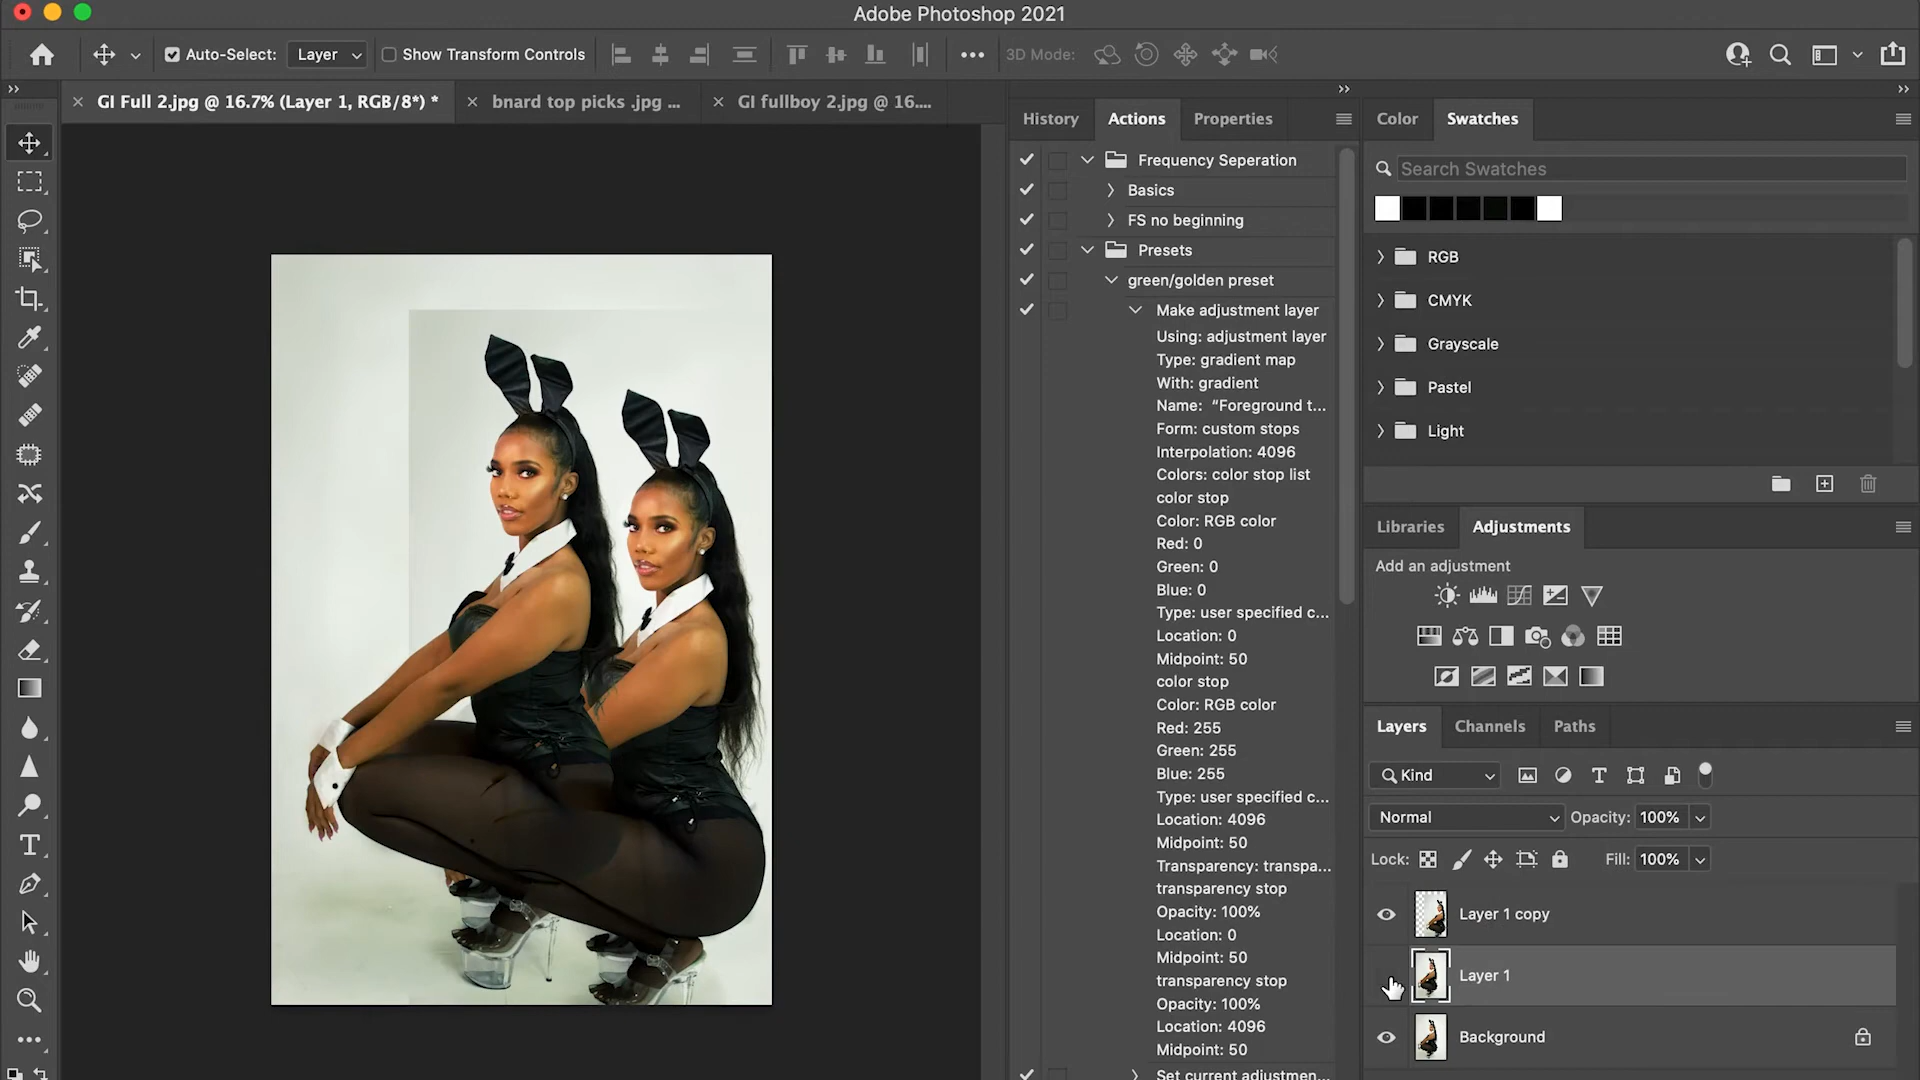 Adobe Photoshop 2021
Auto-Select: Layer Show Transform Controls 3D Mode:
GI Full 2.jpg @ 16.7% (Layer 1, RGB/8*) * bnard top picks .jpg ... GI fullboy 2.jpg @ 16....
History Actions Properties
Frequency Seperation
Basics
FS no beginning
Presets
green/golden preset
Make adjustment layer
Using: adjustment layer
Type: gradient map
With: gradient
Name: “Foreground t...
Form: custom stops
Interpolation: 4096
Colors: color stop list
color stop
Color: RGB color
Red: 0
Green: 0
Blue: 0
Type: user specified c...
Location: 0
Midpoint: 50
color stop
Color: RGB color
Red: 255
Green: 255
Blue: 255
Type: user specified c...
Location: 4096
Midpoint: 50
Transparency: transpa...
transparency stop
Opacity: 100%
Location: 0
Midpoint: 50
transparency stop
Opacity: 100%
Location: 4096
Midpoint: 50
Set current adjustmen...
Color Swatches
Search Swatches
RGB
CMYK
Grayscale
Pastel
Light
Libraries Adjustments
Add an adjustment
Layers Channels Paths
Kind
Normal Opacity: 100%
Lock: Fill: 100%
Layer 1 copy
Layer 1
Background